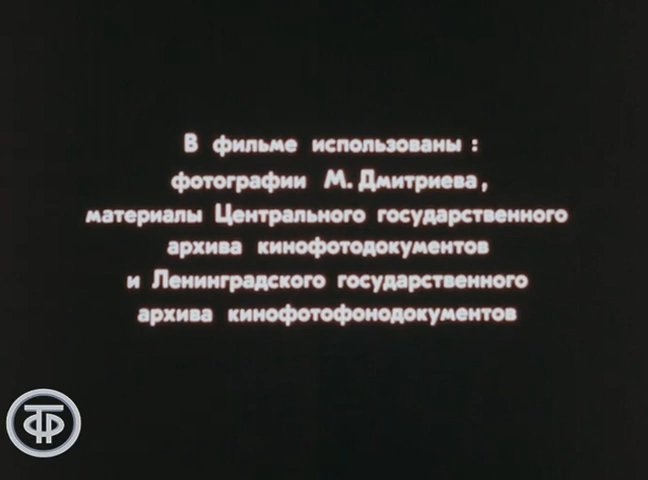 В фильме использованы:
фотографии М. Дмитриева,
материалы Центрального государственного
архива кинофотодокументов
и Ленинградского государственного
архива кинофотофонодокументов